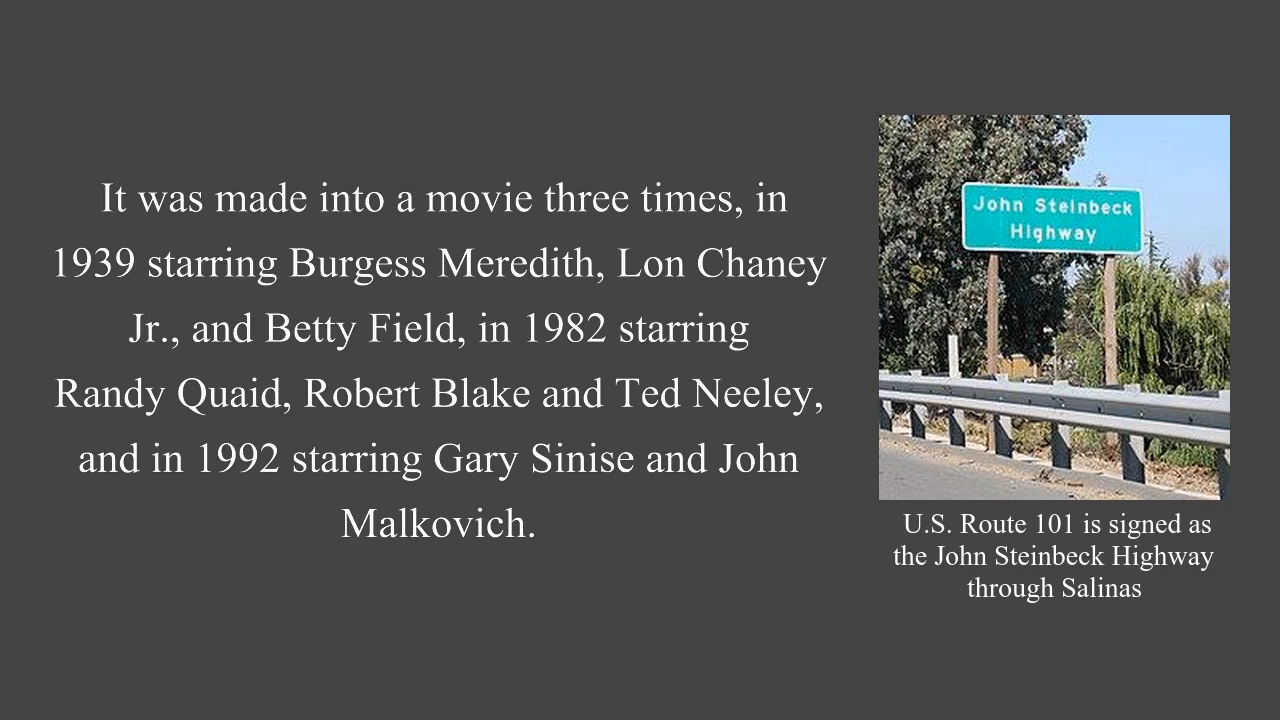 It was made into a movie three times, in
1939 starring Burgess Meredith, Lon Chaney
Jr., and Betty Field, in 1982 starring
Randy Quaid, Robert Blake and Ted Neeley,
and in 1992 starring Gary Sinise and John
Malkovich.
John Steinbeck
Highway
U.S. Route 101 is signed as
the John Steinbeck Highway
through Salinas